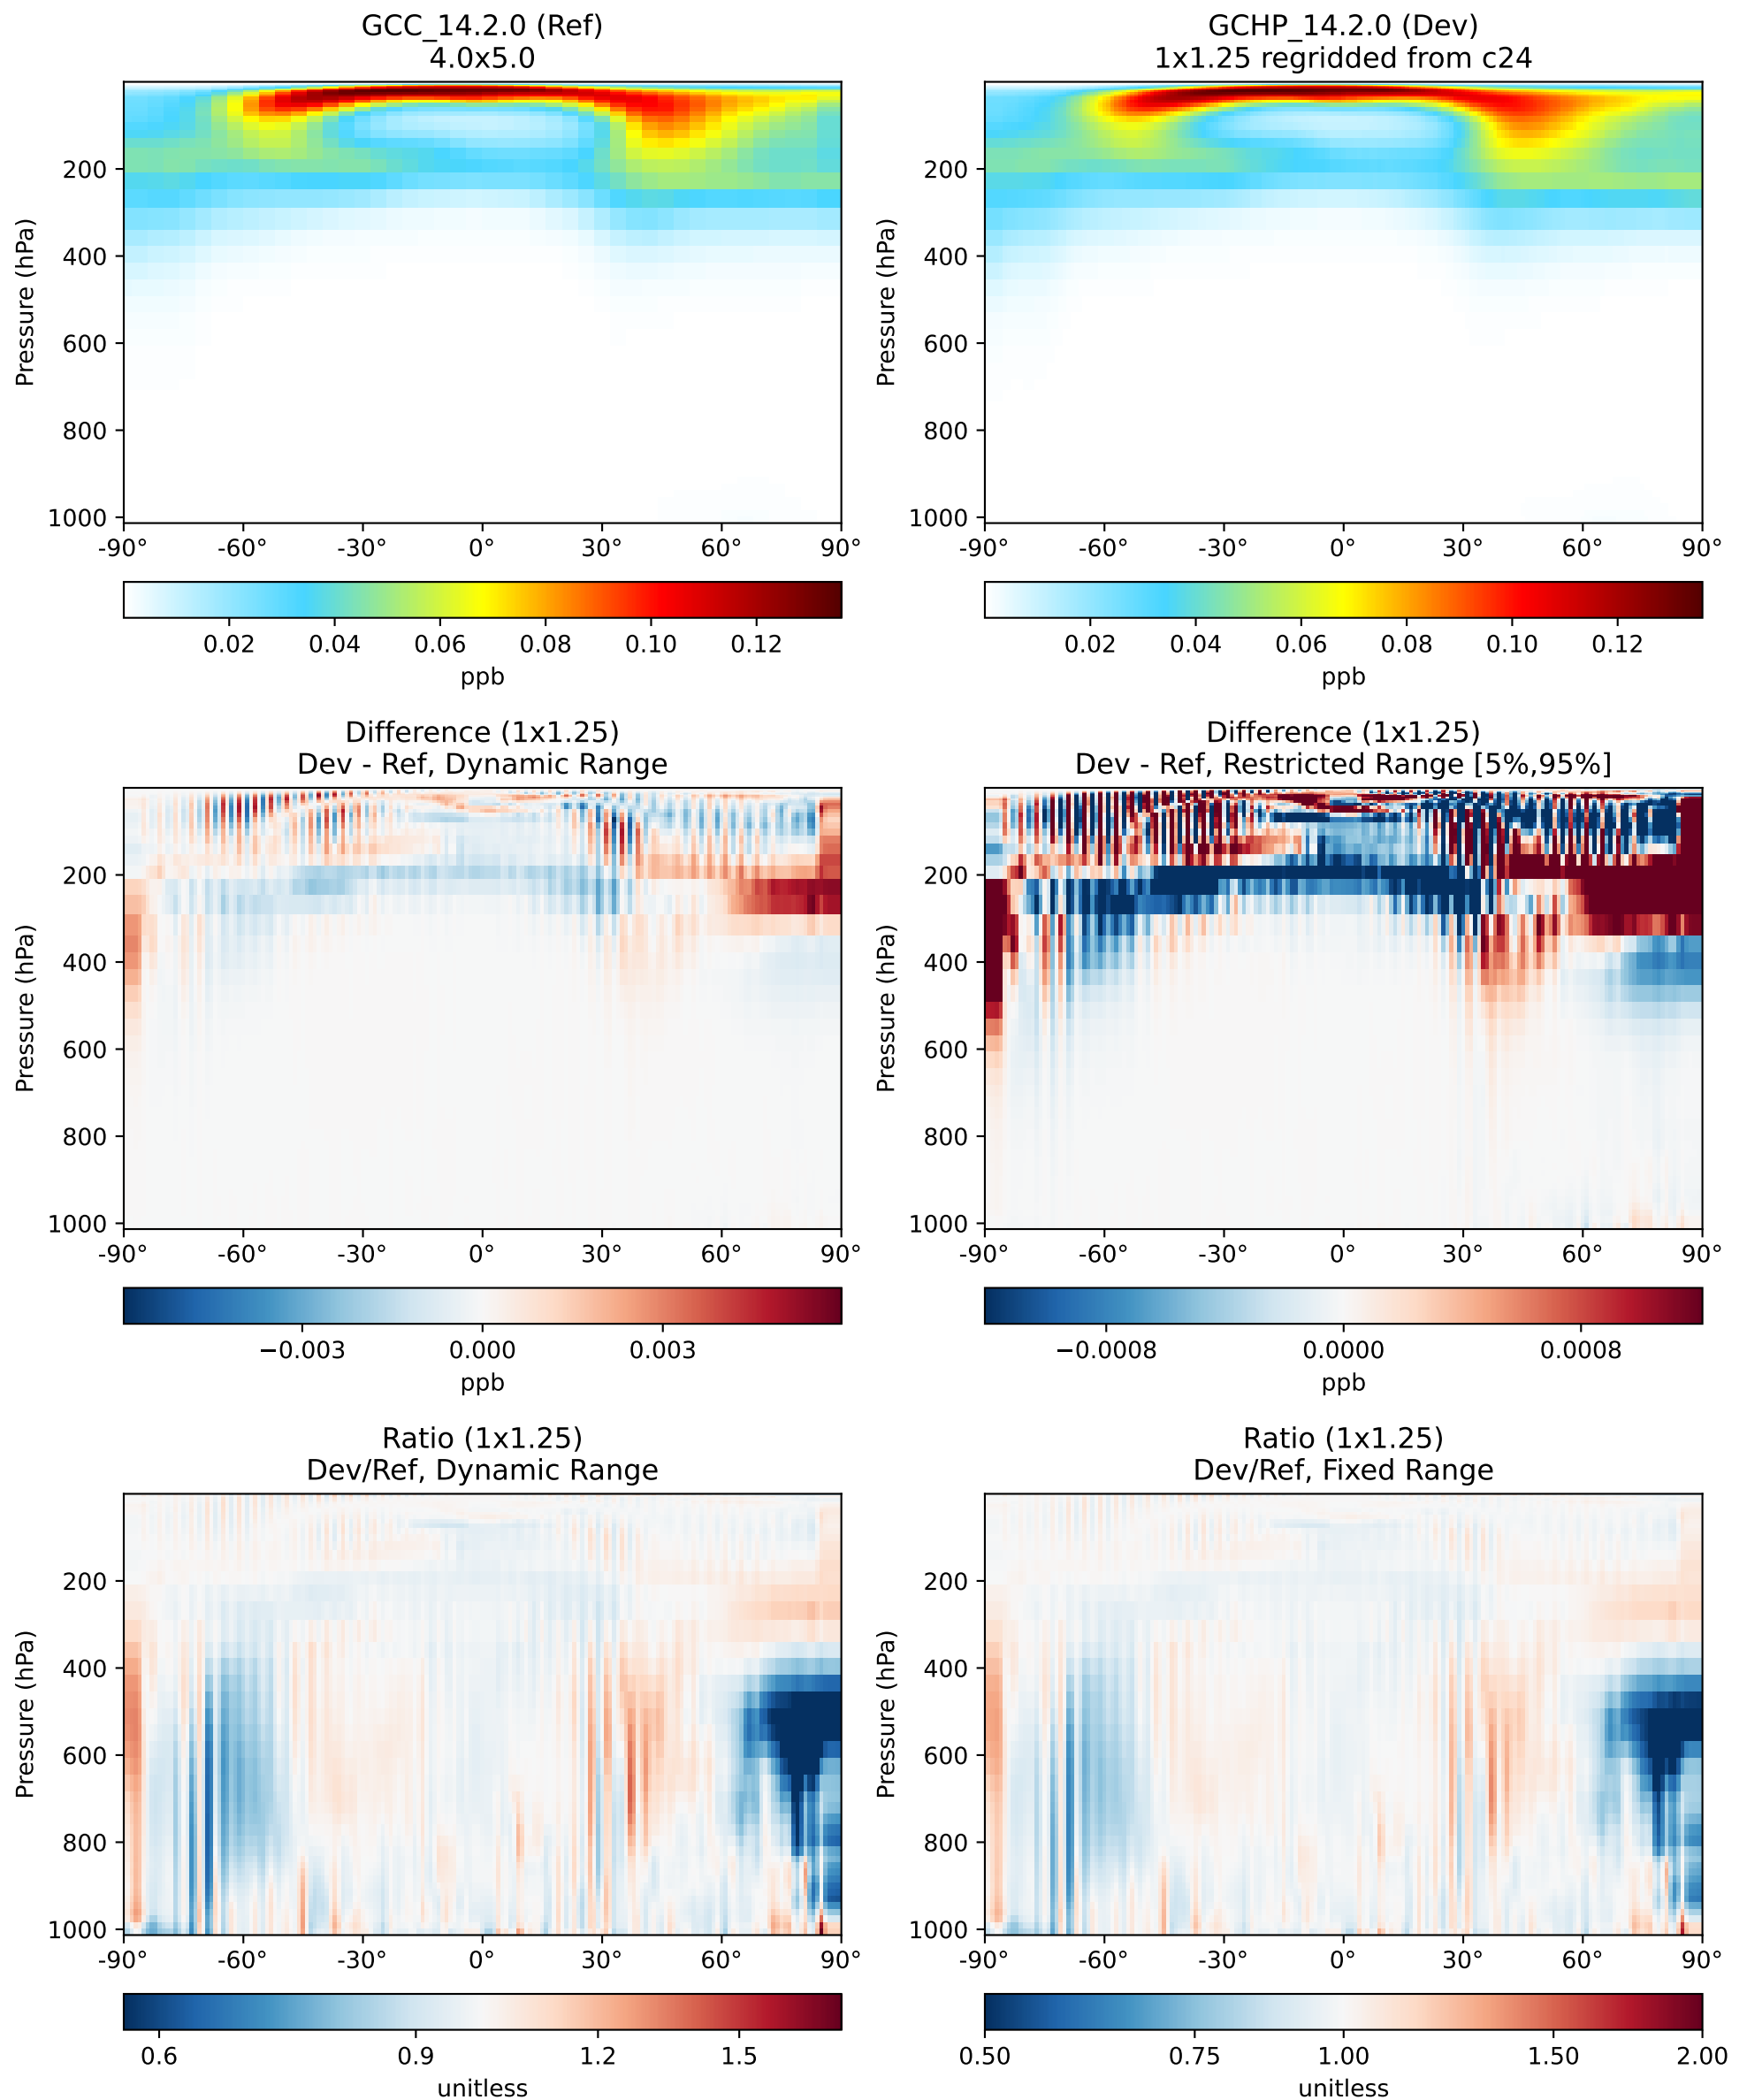 GCC_14.2.0 (Ref)
4.0x5.0
Pressure (hPa)
200
400
600
800
1000
-90° -60° -30° 0° 30° 60° 90°
0.02 0.04 0.06 0.08 0.10 0.12
ppb
GCHP_14.2.0 (Dev)
1x1.25 regridded from c24
Pressure (hPa)
200
400
600
800
1000
-90° -60° -30° 0° 30° 60° 90°
0.02 0.04 0.06 0.08 0.10 0.12
ppb
Difference (1x1.25)
Dev - Ref, Dynamic Range
Pressure (hPa)
200
400
600
800
1000
-90° -60° -30° 0° 30° 60° 90°
−0.003 0.000 0.003
ppb
Difference (1x1.25)
Dev - Ref, Restricted Range [5%,95%]
Pressure (hPa)
200
400
600
800
1000
-90° -60° -30° 0° 30° 60° 90°
−0.0008 0.0000 0.0008
ppb
Ratio (1x1.25)
Dev/Ref, Dynamic Range
Pressure (hPa)
200
400
600
800
1000
-90° -60° -30° 0° 30° 60° 90°
0.6 0.9 1.2 1.5
unitless
Ratio (1x1.25)
Dev/Ref, Fixed Range
Pressure (hPa)
200
400
600
800
1000
-90° -60° -30° 0° 30° 60° 90°
0.50 0.75 1.00 1.50 2.00
unitless